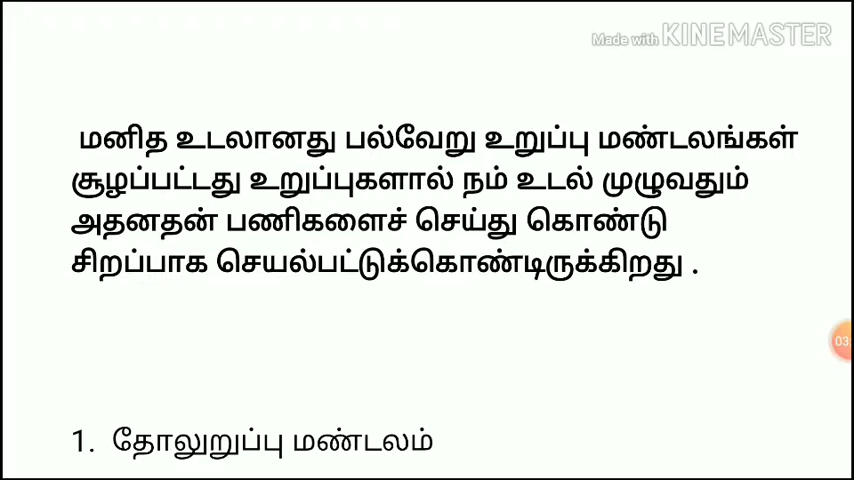 Made with KINEMASTER
மனித உடலானது பல்வேறு உறுப்பு மண்டலங்கள்
சூழப்பட்டது உறுப்புகளால் நம் உடல் முழுவதும்
அதனதன் பணிகளைச் செய்து கொண்டு
சிறப்பாக செயல்பட்டுக்கொண்டிருக்கிறது .
03
1. தோலுறுப்பு மண்டலம்